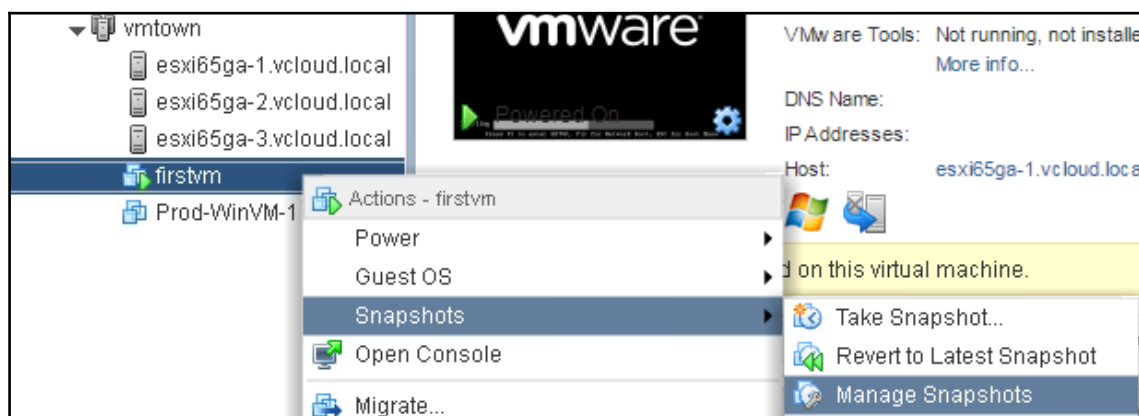 vmtown
esxi65ga-1.vcloud.local
esxi65ga-2.vcloud.local
esxi65ga-3.vcloud.local
firstvm
Prod-WinVM-1
vmware
Powered On
VMware Tools: Not running, not installe
More info...
DNS Name:
IP Addresses:
Host: esxi65ga-1.vcloud.loca
d on this virtual machine.
Actions - firstvm
Power
Guest OS
Snapshots
Open Console
Migrate...
Take Snapshot...
Revert to Latest Snapshot
Manage Snapshots